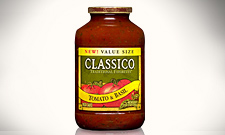 NEW! VALUE SIZE
CLASSICO
TRADITIONAL FAVORITES
TOMATO & BASIL